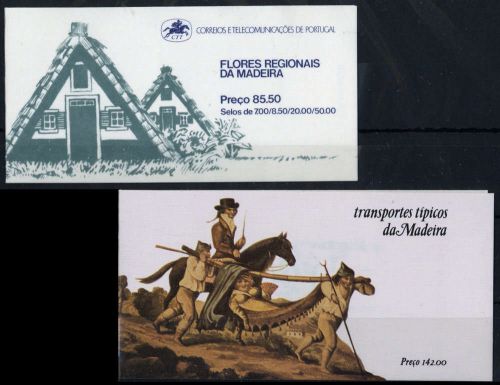 CTT
CORREIOS E TELECOMUNICAÇÕES DE PORTUGAL
FLORES REGIONAIS
DA MADEIRA
Preço 85.50
Selos de 7.00/8.50/20.00/50.00
transportes típicos
da Madeira
Preço 142.00